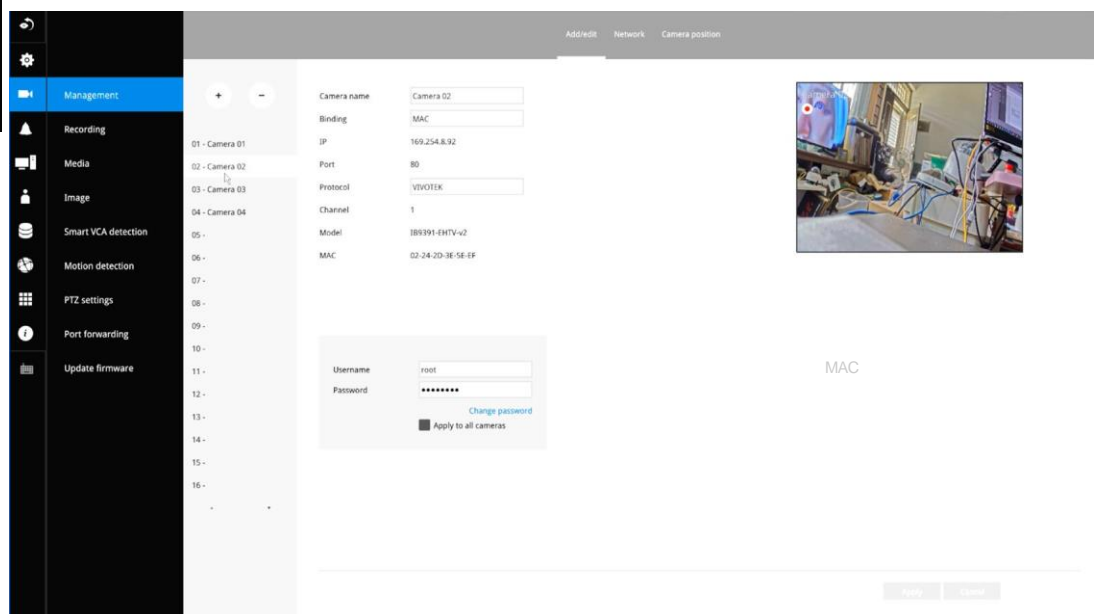 Add/edit Network Camera position
Management
Recording
Media
Image
Smart VCA detection
Motion detection
PTZ settings
Port forwarding
Update firmware
+ -
01 - Camera 01
02 - Camera 02
03 - Camera 03
04 - Camera 04
05 -
06 -
07 -
08 -
09 -
10 -
11 -
12 -
13 -
14 -
15 -
16 -
Camera name Camera 02
Binding MAC
IP 169.254.8.92
Port 80
Protocol VIVOTEK
Channel 1
Model IB9391-EHTV-v2
MAC 02-24-2D-3E-5E-EF
Username root
Password ••••••••
Change password
Apply to all cameras
MAC
Apply Cancel